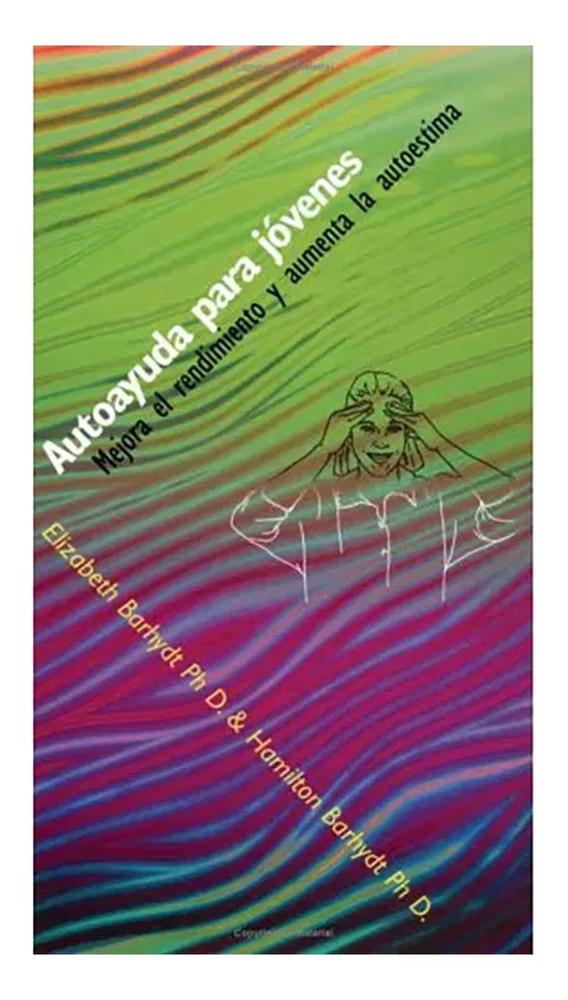 Autoayuda para jóvenes
Mejora el rendimiento y aumenta la autoestima
Elizabeth Barhydt Ph D. & Hamilton Barhydt Ph D.